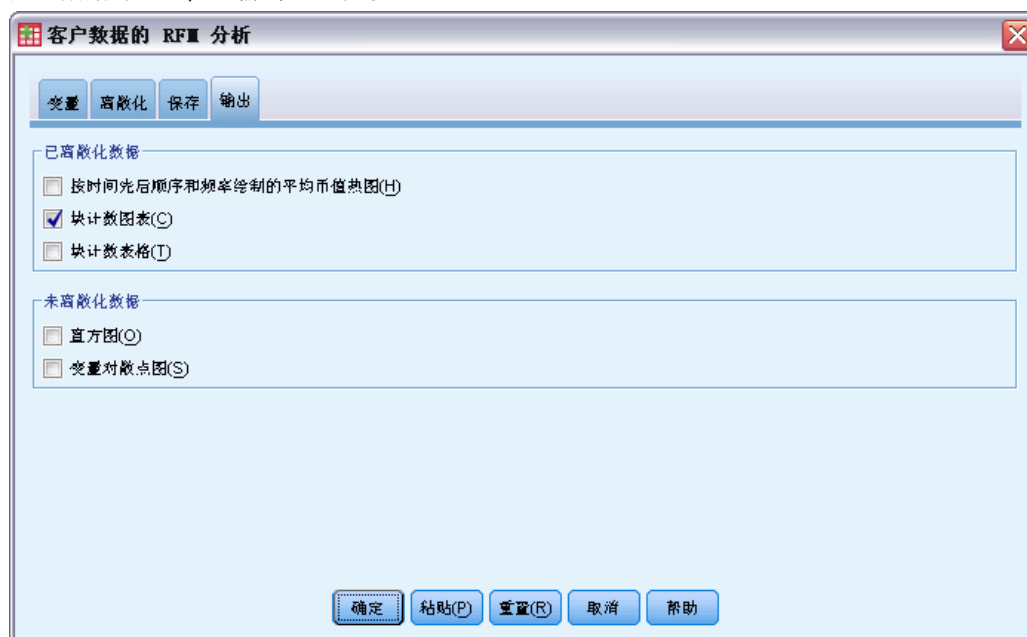 客户数据的 RFM 分析
变量 离散化 保存 输出
已离散化数据
按时间先后顺序和频率绘制的平均币值热图(H)
块计数图表(C)
块计数表格(T)
未离散化数据
直方图(O)
变量对散点图(S)
确定 粘贴(P) 重置(R) 取消 帮助